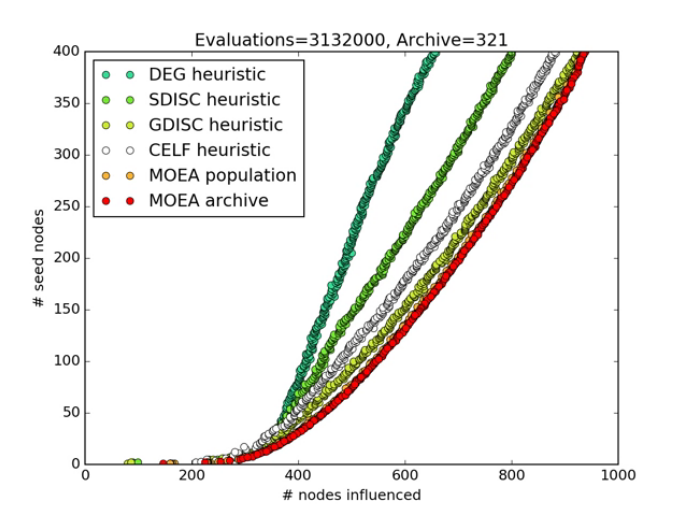 Evaluations=3132000, Archive=321
400
350
300
250
200
150
100
50
0
# seed nodes
DEG heuristic
SDISC heuristic
GDISC heuristic
CELF heuristic
MOEA population
MOEA archive
0 200 400 600 800 1000
# nodes influenced